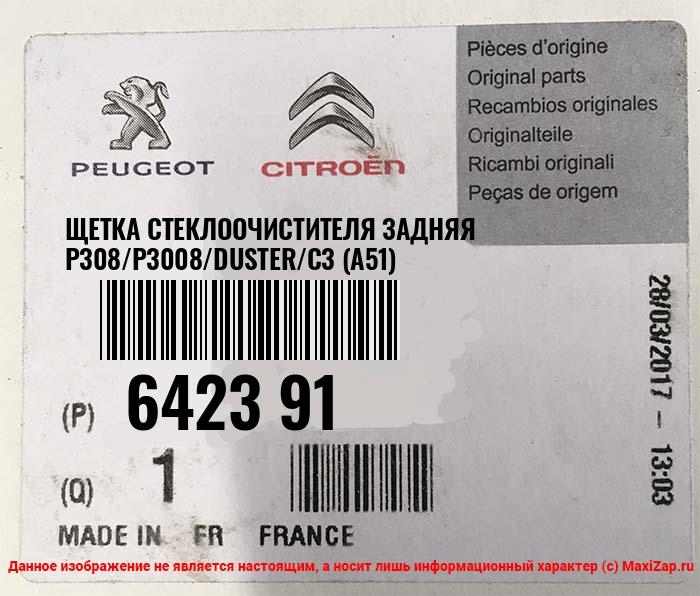 Pièces d'origine
Original parts
Recambios originales
Originalteile
Ricambi originali
Peças de origem
PEUGEOT
CITROËN
ЩЕТКА СТЕКЛООЧИСТИТЕЛЯ ЗАДНЯЯ
P308/P3008/DUSTER/C3 (A51)
28/03/2017 - 13:03
(P) 6423 91
(Q) 1
MADE IN FR FRANCE
Данное изображение не является настоящим, а носит лишь информационный характер (c) MaxiZap.ru